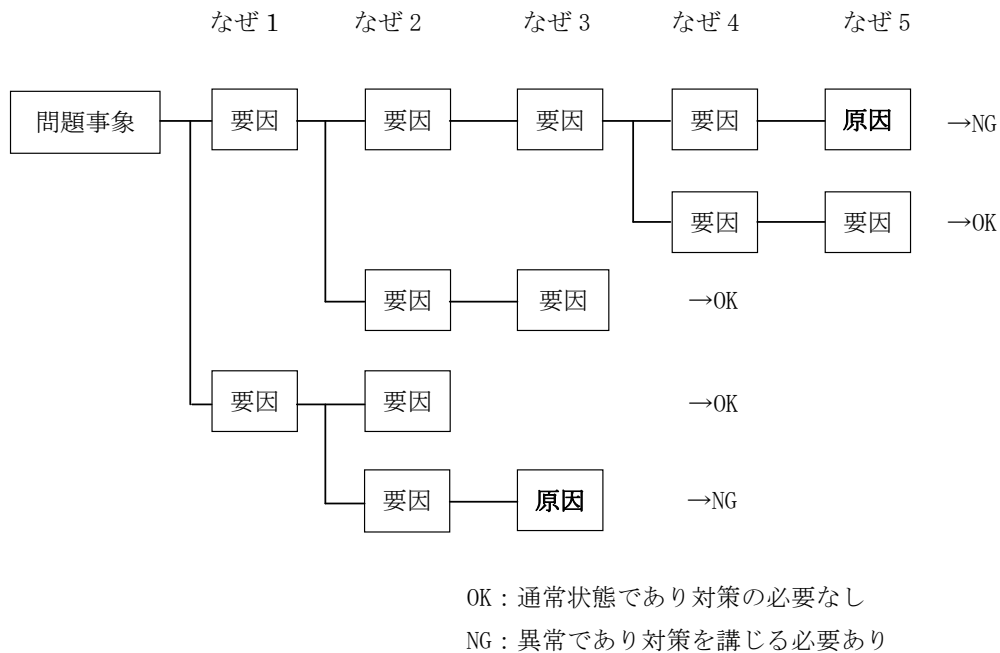 なぜ1 なぜ2 なぜ3 なぜ4 なぜ5
問題事象 要因 要因 要因 要因 原因 →NG
要因 要因 →OK
要因 要因 →OK
要因 要因 →OK
要因 原因 →NG
OK：通常状態であり対策の必要なし
NG：異常であり対策を講じる必要あり